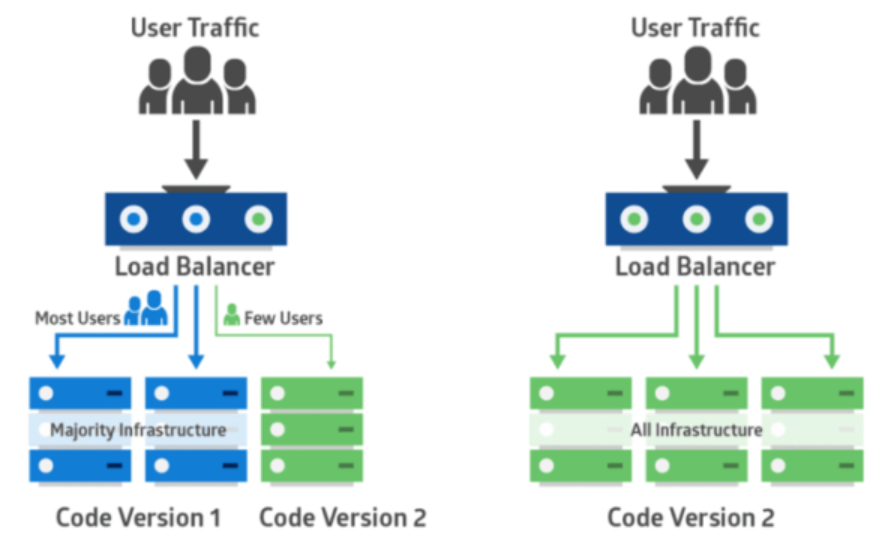 User Traffic
Load Balancer
Most Users
Few Users
Majority Infrastructure
Code Version 1
Code Version 2
User Traffic
Load Balancer
All Infrastructure
Code Version 2